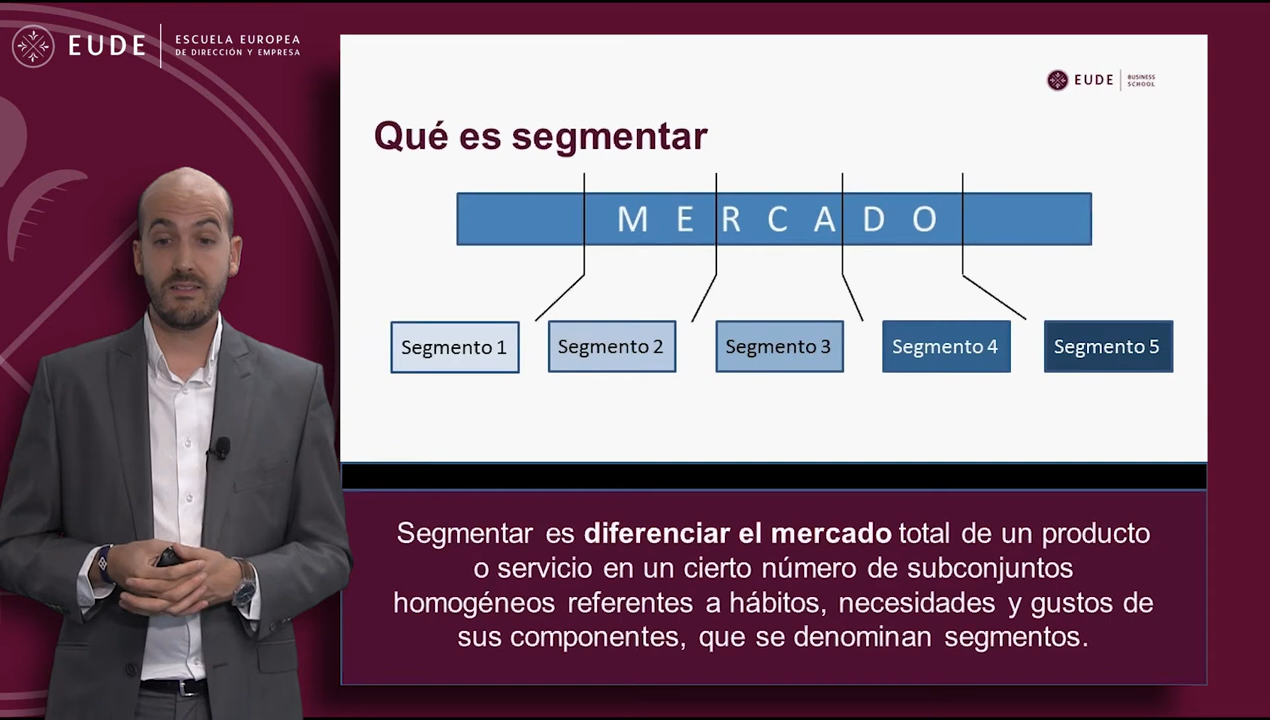 EUDE
ESCUELA EUROPEA
DE DIRECCIÓN Y EMPRESA
EUDE
BUSINESS
SCHOOL
Qué es segmentar
MERCADO
Segmento 1
Segmento 2
Segmento 3
Segmento 4
Segmento 5
Segmentar es diferenciar el mercado total de un producto
o servicio en un cierto número de subconjuntos
homogéneos referentes a hábitos, necesidades y gustos de
sus componentes, que se denominan segmentos.